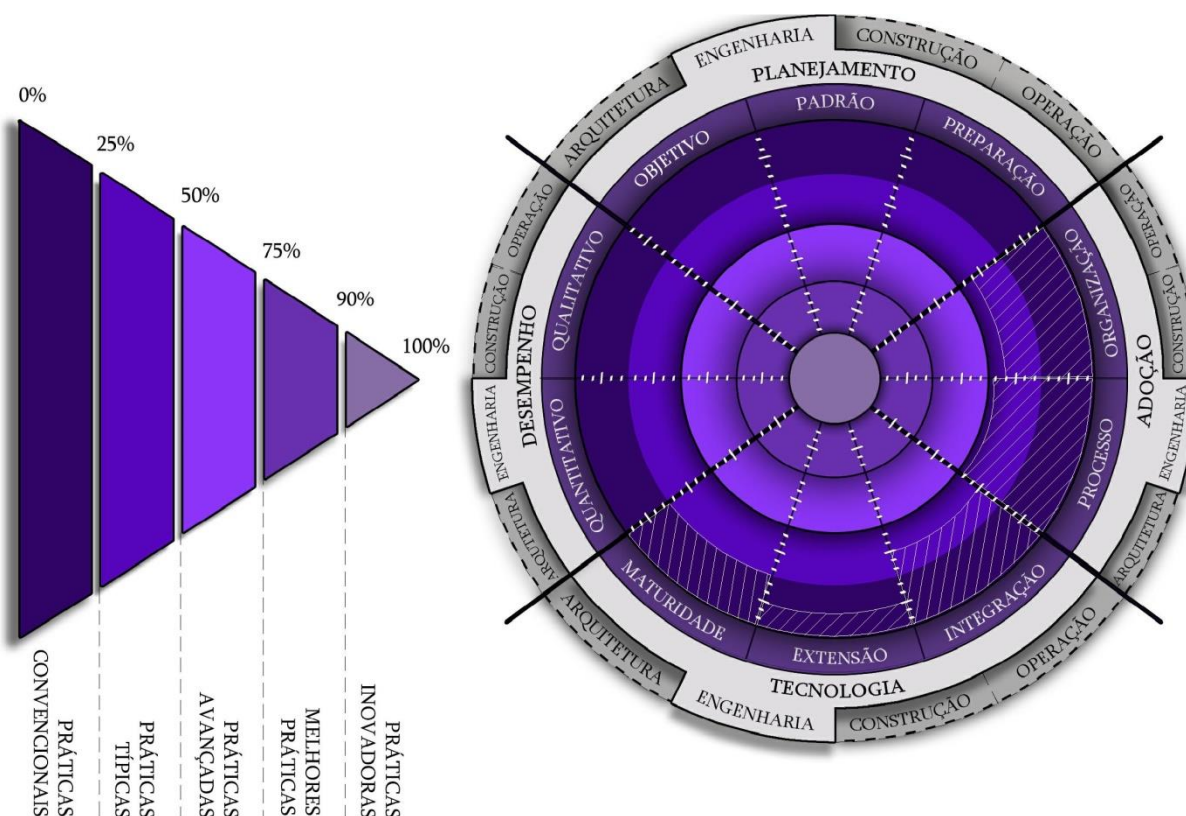 0%
25%
50%
75%
90%
100%
PRÁTICAS
CONVENCIONAIS
PRÁTICAS
TÍPICAS
PRÁTICAS
AVANÇADAS
MELHORES
PRÁTICAS
PRÁTICAS
INOVADORAS
ARQUITETURA
ENGENHARIA
CONSTRUÇÃO
OPERAÇÃO
PLANEJAMENTO
OBJETIVO
PADRÃO
PREPARAÇÃO
OPERAÇÃO
CONSTRUÇÃO
ENGENHARIA
ARQUITETURA
ADOÇÃO
ORGANIZAÇÃO
PROCESSO
ARQUITETURA
ENGENHARIA
CONSTRUÇÃO
OPERAÇÃO
TECNOLOGIA
MATURIDADE
EXTENSÃO
INTEGRAÇÃO
OPERAÇÃO
CONSTRUÇÃO
ENGENHARIA
ARQUTETURA
DESEMPENHO
QUALITATIVO
QUANTITATIVO